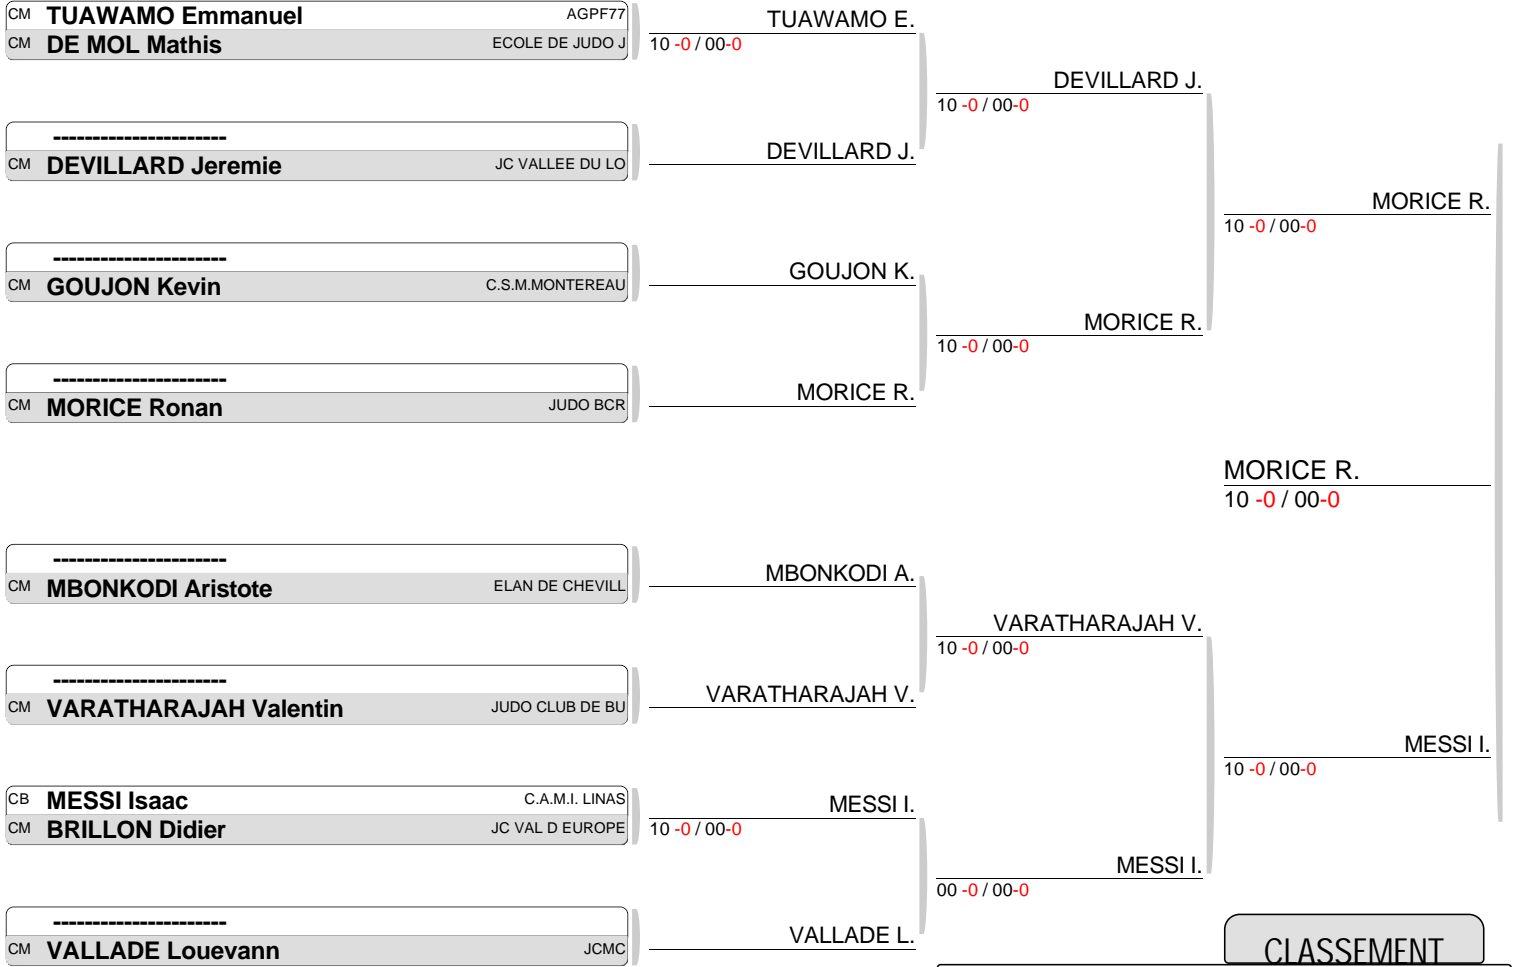 CM TUAWAMO Emmanuel AGPF77
CM DE MOL Mathis ECOLE DE JUDO J
TUAWAMO E.
10 -0 / 00-0
DEVILLARD J.
10 -0 / 00-0
----------------------
CM DEVILLARD Jeremie JC VALLEE DU LO
DEVILLARD J.
MORICE R.
10 -0 / 00-0
----------------------
CM GOUJON Kevin C.S.M.MONTEREAU
GOUJON K.
MORICE R.
10 -0 / 00-0
----------------------
CM MORICE Ronan JUDO BCR
MORICE R.
MORICE R.
10 -0 / 00-0
----------------------
CM MBONKODI Aristote ELAN DE CHEVILL
MBONKODI A.
VARATHARAJAH V.
10 -0 / 00-0
----------------------
CM VARATHARAJAH Valentin JUDO CLUB DE BU
VARATHARAJAH V.
MESSI I.
10 -0 / 00-0
CB MESSI Isaac C.A.M.I. LINAS
CM BRILLON Didier JC VAL D EUROPE
MESSI I.
10 -0 / 00-0
MESSI I.
00 -0 / 00-0
----------------------
CM VALLADE Louevann JCMC
VALLADE L.
CLASSEMENT